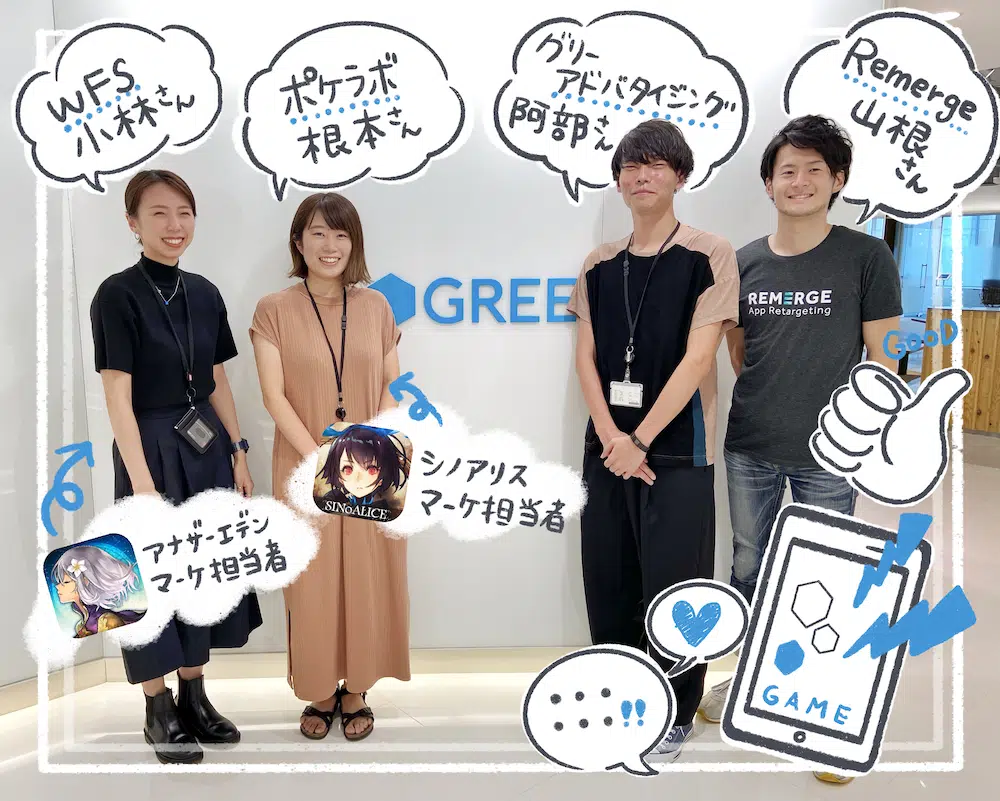 WFS
小林さん
ポケラボ
根本さん
グリー
アドバタイジング
阿部さん
Remerge
山根
さん
GREE
REMERGE
App Retargeting
GOOD
SINoALICE
シノアリス
マーケ担当者
アナザーエデン
マーケ担当者
!!
GAME